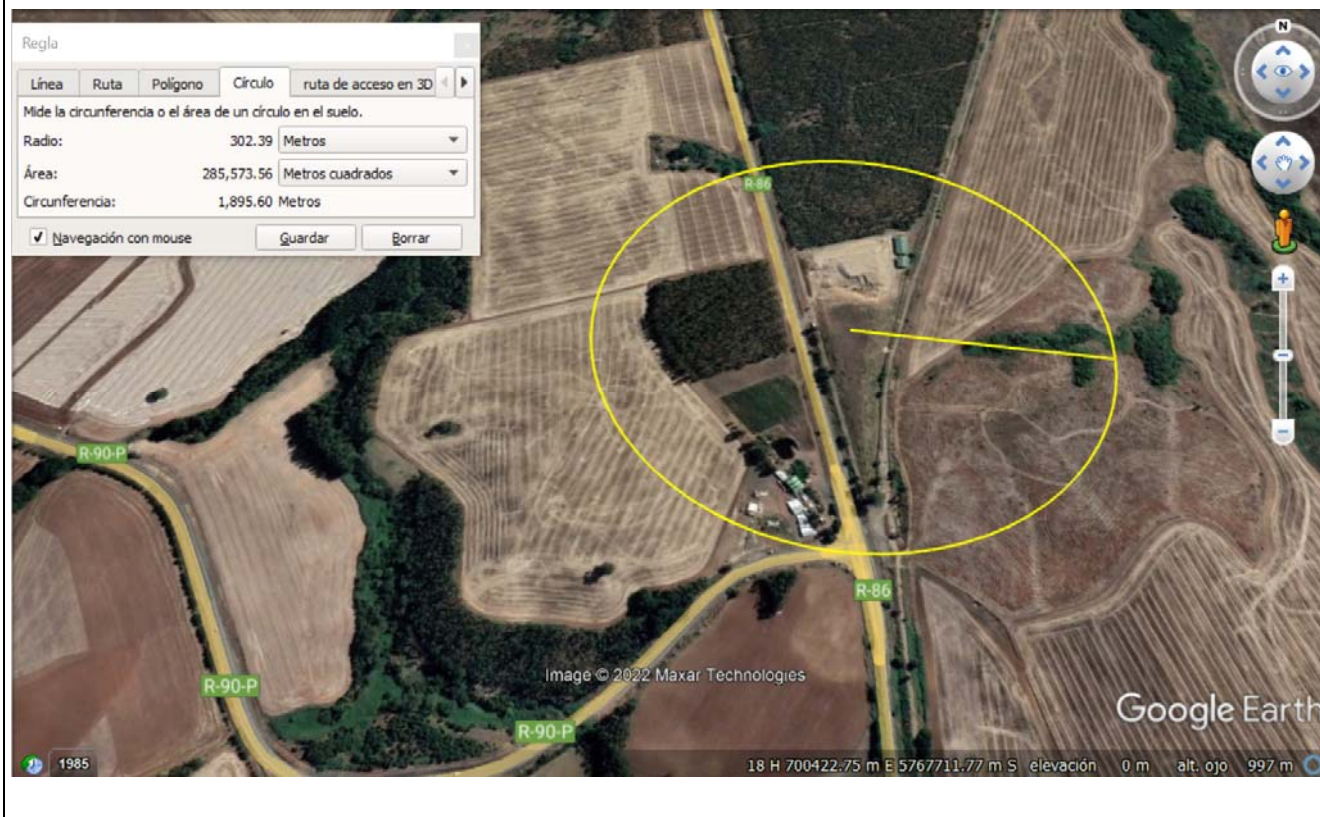 Regla
Línea Ruta Polígono Círculo ruta de acceso en 3D
Mide la circunferencia o el área de un círculo en el suelo.
Radio: 302.39 Metros
Área: 285,573.56 Metros cuadrados
Circunferencia: 1,895.60 Metros
Navegación con mouse Guardar Borrar
N
R-86
R-90-P
R-86
R-90-P
R-90-P
Image © 2022 Maxar Technologies
Google Earth
1985
18 H 700422.75 m E 5767711.77 m S elevación 0 m alt. ojo 997 m